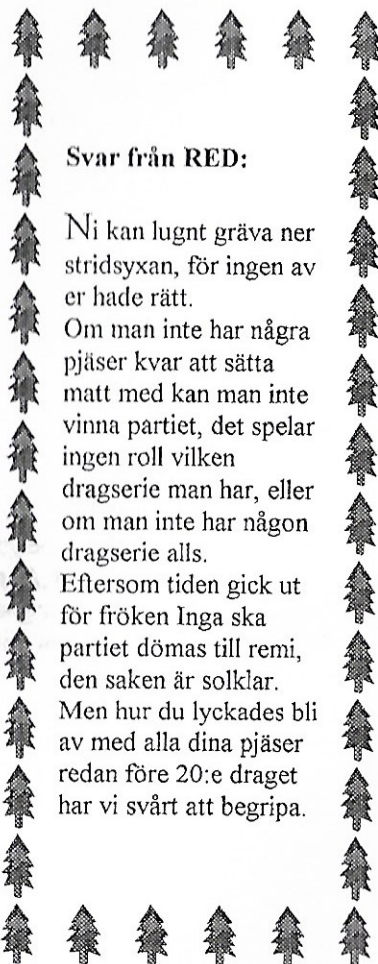 Svar från RED:
Ni kan lugnt gräva ner
stridsyxan, för ingen av
er hade rätt.
Om man inte har några
pjäser kvar att sätta
matt med kan man inte
vinna partiet, det spelar
ingen roll vilken
dragserie man har, eller
om man inte har någon
dragserie alls.
Eftersom tiden gick ut
för fröken Inga ska
partiet dömas till remi,
den saken är solklar.
Men hur du lyckades bli
av med alla dina pjäser
redan före 20:e draget
har vi svårt att begripa.